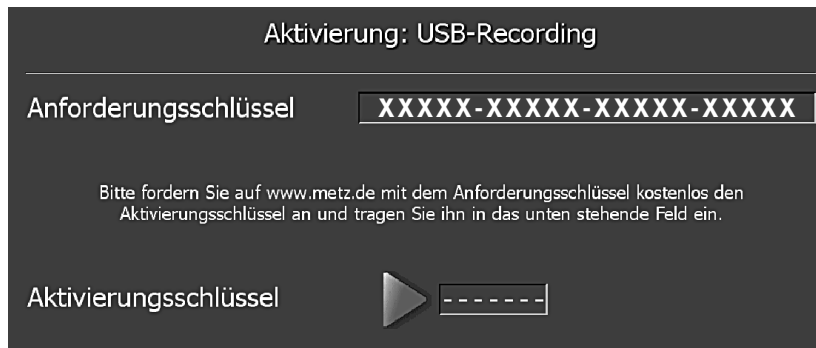 Aktivierung: USB-Recording
Anforderungsschlüssel XXXXX-XXXXX-XXXXX-XXXXX
Bitte fordern Sie auf www.metz.de mit dem Anforderungsschlüssel kostenlos den
Aktivierungsschlüssel an und tragen Sie ihn in das unten stehende Feld ein.
Aktivierungsschlüssel -------